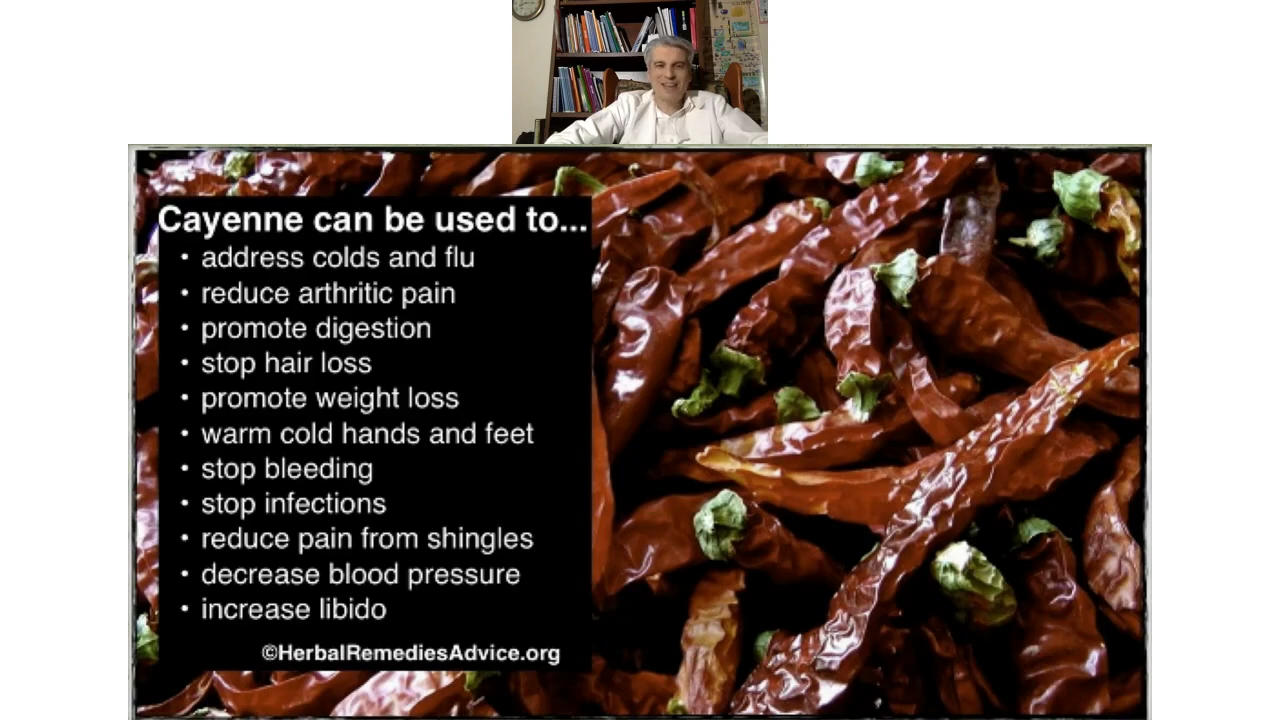 Cayenne can be used to...
• address colds and flu
• reduce arthritic pain
• promote digestion
• stop hair loss
• promote weight loss
• warm cold hands and feet
• stop bleeding
• stop infections
• reduce pain from shingles
• decrease blood pressure
• increase libido
©HerbalRemediesAdvice.org